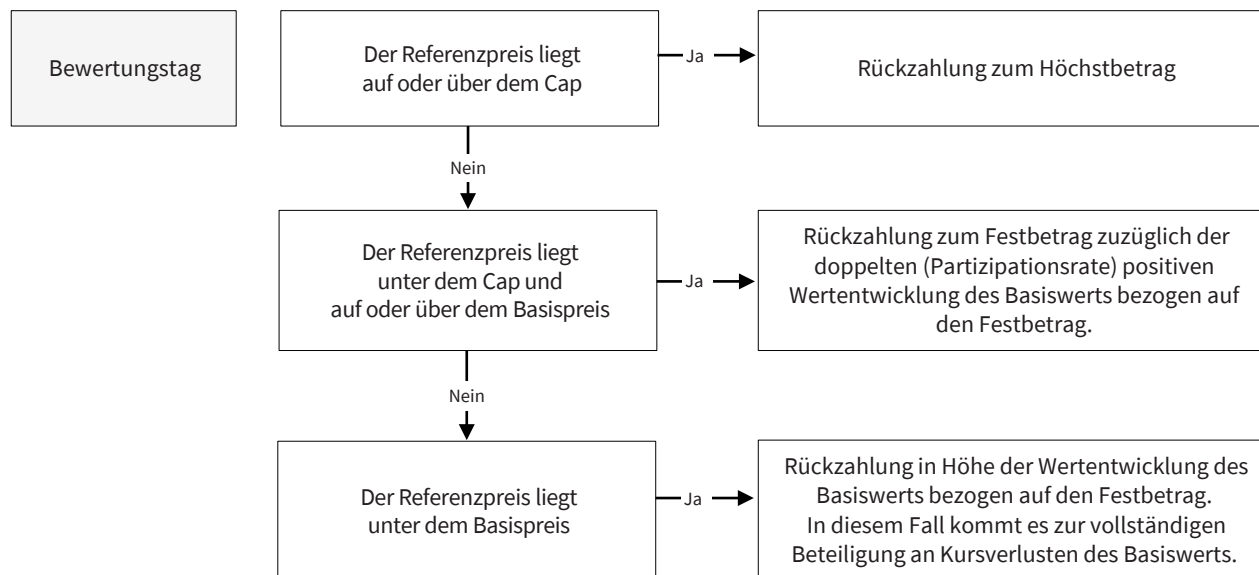 Bewertungstag
Der Referenzpreis liegt
auf oder über dem Cap
Ja
Rückzahlung zum Höchstbetrag
Nein
Der Referenzpreis liegt
unter dem Cap und
auf oder über dem Basispreis
Ja
Rückzahlung zum Festbetrag zuzüglich der
doppelten (Partizipationsrate) positiven
Wertentwicklung des Basiswerts bezogen auf
den Festbetrag.
Nein
Der Referenzpreis liegt
unter dem Basispreis
Ja
Rückzahlung in Höhe der Wertentwicklung des
Basiswerts bezogen auf den Festbetrag.
In diesem Fall kommt es zur vollständigen
Beteiligung an Kursverlusten des Basiswerts.